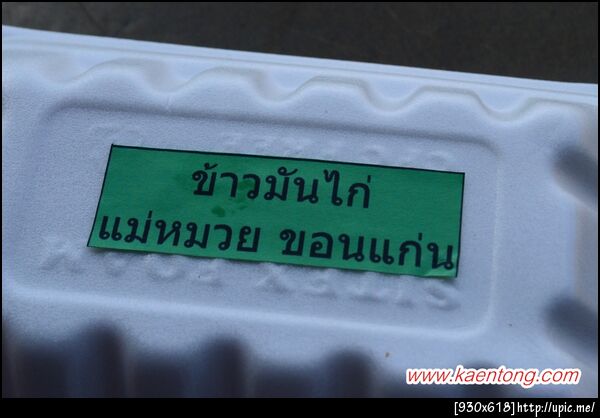 ข้าวมันไก่
แม่หมวย ขอนแก่น
www.kaentong.com
[930x618]http://upic.me/